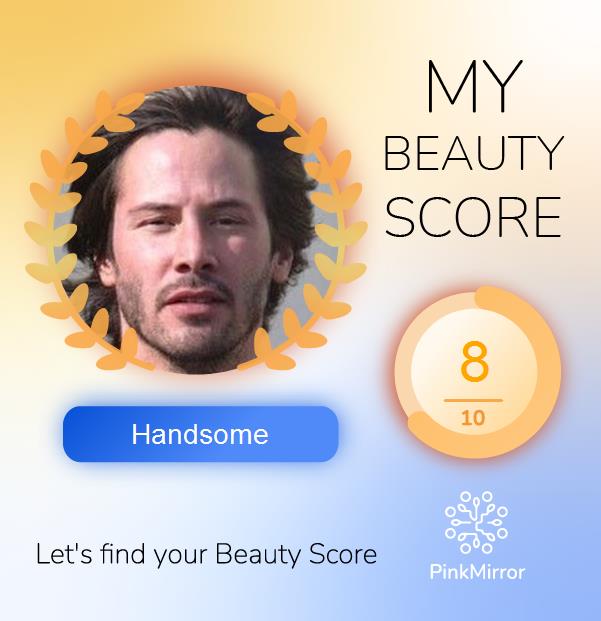 MY
BEAUTY
SCORE
8
10
Handsome
Let's find your Beauty Score
PinkMirror